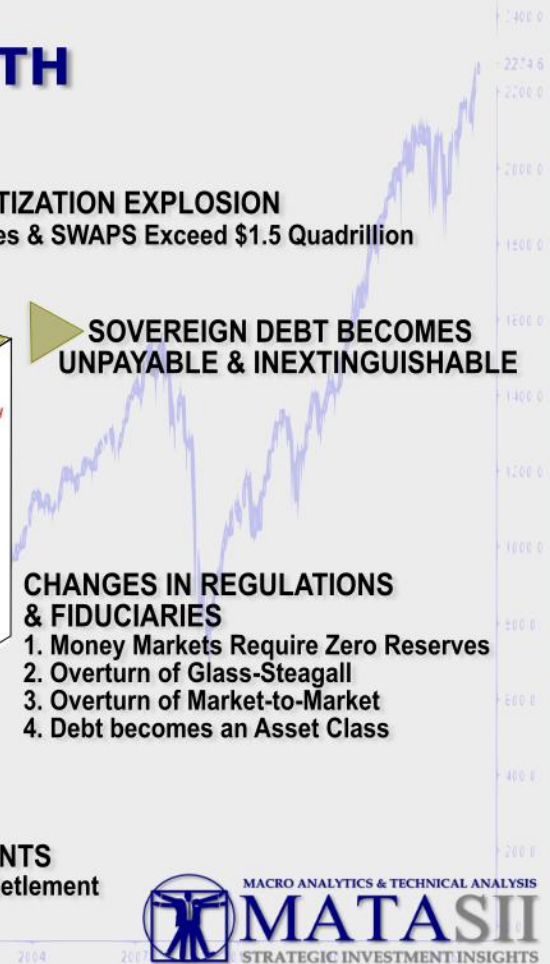 TH
TIZATION EXPLOSION
es & SWAPS Exceed $1.5 Quadrillion
SOVEREIGN DEBT BECOMES
UNPAYABLE & INEXTINGUISHABLE
CHANGES IN REGULATIONS
& FIDUCIARIES
1. Money Markets Require Zero Reserves
2. Overturn of Glass-Steagall
3. Overturn of Market-to-Market
4. Debt becomes an Asset Class
NTS
etlement
MACRO ANALYTICS & TECHNICAL ANALYSIS
MATASII
STRATEGIC INVESTMENT INSIGHTS
2400.0
2274.6
2200.0
2000.0
1800.0
1600.0
1400.0
1200.0
1000.0
800.0
600.0
400.0
200.0
2004
2007